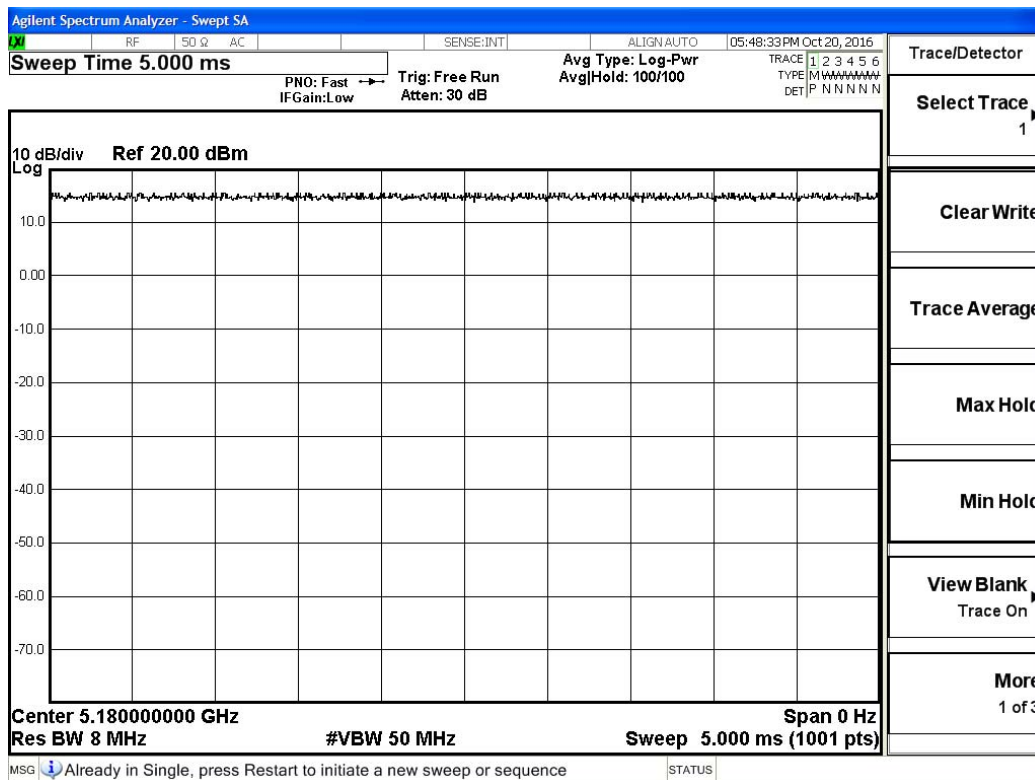 Agilent Spectrum Analyzer - Swept SA
LXI RF 50 Ω AC SENSE:INT ALIGN AUTO 05:48:33 PM Oct 20, 2016
Sweep Time 5.000 ms
PNO: Fast
IFGain:Low
Trig: Free Run
Atten: 30 dB
Avg Type: Log-Pwr
Avg|Hold: 100/100
TRACE 1 2 3 4 5 6
TYPE M WWWWW
DET P N N N N N
10 dB/div Ref 20.00 dBm
Log
10.0
0.00
-10.0
-20.0
-30.0
-40.0
-50.0
-60.0
-70.0
Center 5.180000000 GHz Span 0 Hz
Res BW 8 MHz #VBW 50 MHz Sweep 5.000 ms (1001 pts)
MSG Already in Single, press Restart to initiate a new sweep or sequence STATUS
Trace/Detector
Select Trace
1
Clear Write
Trace Average
Max Hold
Min Hold
View Blank
Trace On
More
1 of 3